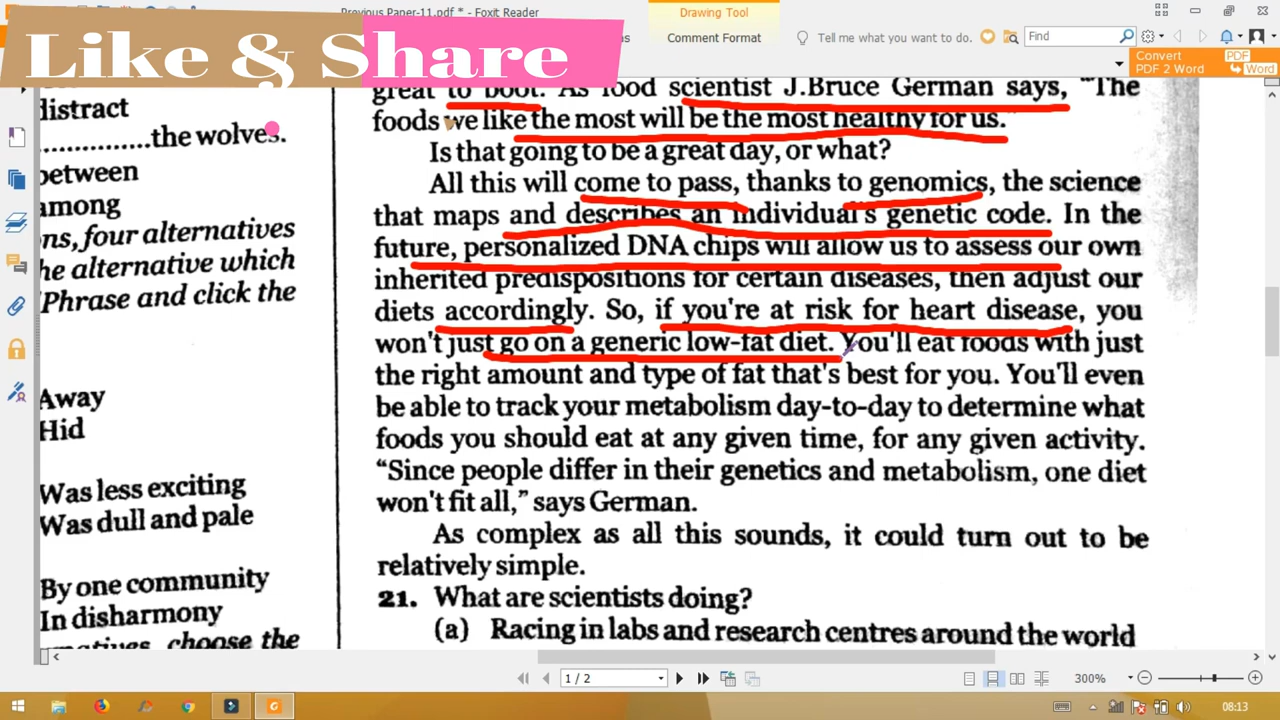 Previous Paper-11.pdf * - Foxit Reader
Drawing Tool
Comment Format
Tell me what you want to do.
Find
Convert
PDF 2 Word
PDF
Word
Like & Share
distract
...............the wolves.
between
among
ns, four alternatives
he alternative which
Phrase and click the
Away
Hid
Was less exciting
Was dull and pale
By one community
In disharmony
choose the
great to boot. As food scientist J.Bruce German says, "The
foods we like the most will be the most healthy for us."
Is that going to be a great day, or what?
All this will come to pass, thanks to genomics, the science
that maps and describes an individual's genetic code. In the
future, personalized DNA chips will allow us to assess our own
inherited predispositions for certain diseases, then adjust our
diets accordingly. So, if you're at risk for heart disease, you
won't just go on a generic low-fat diet. You'll eat foods with just
the right amount and type of fat that's best for you. You'll even
be able to track your metabolism day-to-day to determine what
foods you should eat at any given time, for any given activity.
"Since people differ in their genetics and metabolism, one diet
won't fit all," says German.
As complex as all this sounds, it could turn out to be
relatively simple.
21. What are scientists doing?
(a) Racing in labs and research centres around the world
1 / 2
300%
08:13